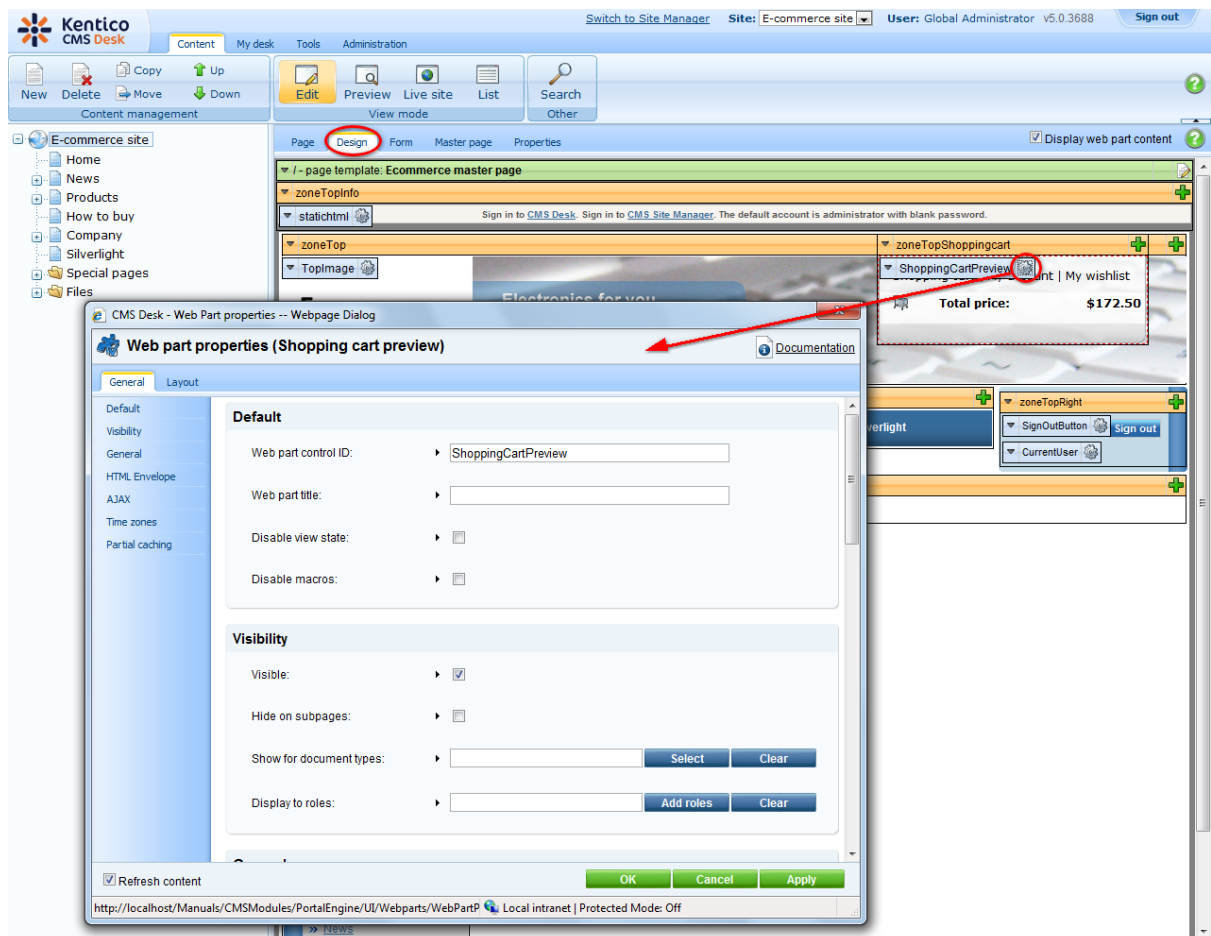 Kentico
CMS Desk
Switch to Site Manager Site: E-commerce site User: Global Administrator v5.0.3688 Sign out
Content My desk Tools Administration
New Delete Copy Move Up Down
Content management
Edit Preview Live site List
View mode
Search
Other
E-commerce site
Home
News
Products
How to buy
Company
Silverlight
Special pages
Files
Page Design Form Master page Properties
Display web part content
/ - page template: Ecommerce master page
zoneTopInfo
statichtml
Sign in to CMS Desk. Sign in to CMS Site Manager. The default account is administrator with blank password.
zoneTop
zoneTopShoppingcart
TopImage
ShoppingCartPreview
nt | My wishlist
Electronics for you
Total price: $172.50
CMS Desk - Web Part properties -- Webpage Dialog
Web part properties (Shopping cart preview)
Documentation
General Layout
Default
Visibility
General
HTML Envelope
AJAX
Time zones
Partial caching
Default
Web part control ID: ShoppingCartPreview
Web part title:
Disable view state:
Disable macros:
Visibility
Visible:
Hide on subpages:
Show for document types: Select Clear
Display to roles: Add roles Clear
Refresh content
OK Cancel Apply
http://localhost/Manuals/CMSModules/PortalEngine/UI/Webparts/WebPartP Local intranet | Protected Mode: Off
verlight
zoneTopRight
SignOutButton Sign out
CurrentUser
» News